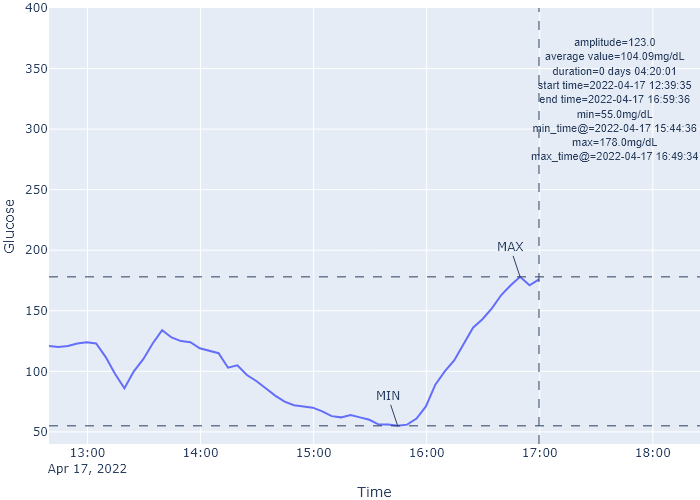 400
350
300
250
200
150
100
50
Glucose
amplitude=123.0
average value=104.09mg/dL
duration=0 days 04:20:01
start time=2022-04-17 12:39:35
end time=2022-04-17 16:59:36
min=55.0mg/dL
min_time@=2022-04-17 15:44:36
max=178.0mg/dL
max_time@=2022-04-17 16:49:34
MAX
MIN
13:00 14:00 15:00 16:00 17:00 18:00
Apr 17, 2022
Time